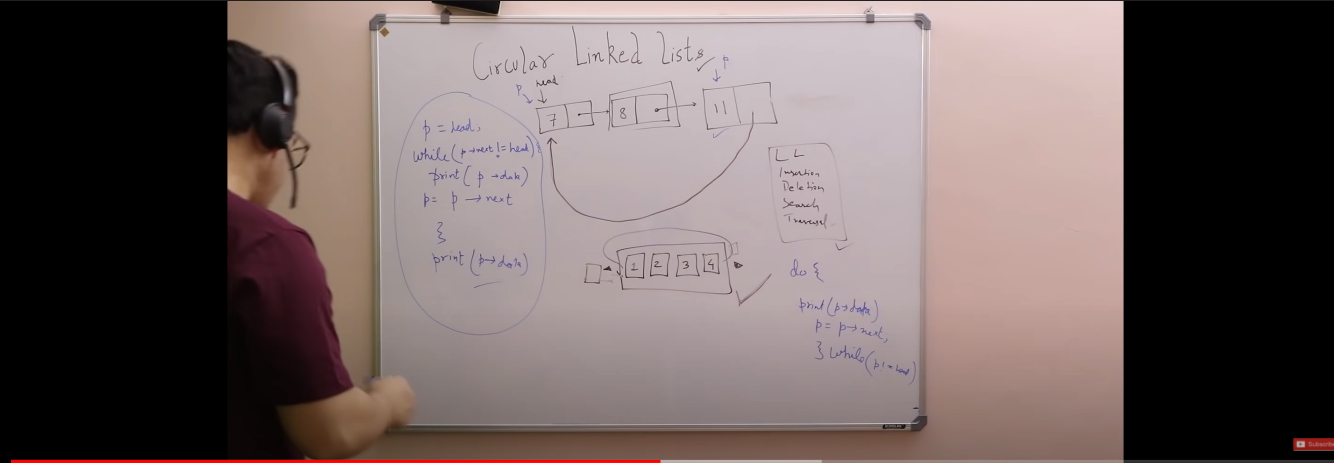 Circular Linked Lists
head
p
p
7
8
11
p = head,
while(p→next != head){
print( p →data)
p= p → next
}
print (p→data)
LL
Insertion
Deletion
Search
Traversal
1 2 3 4
do {
print(p→data)
p= p→next,
} while(p!=head)
Subscribe